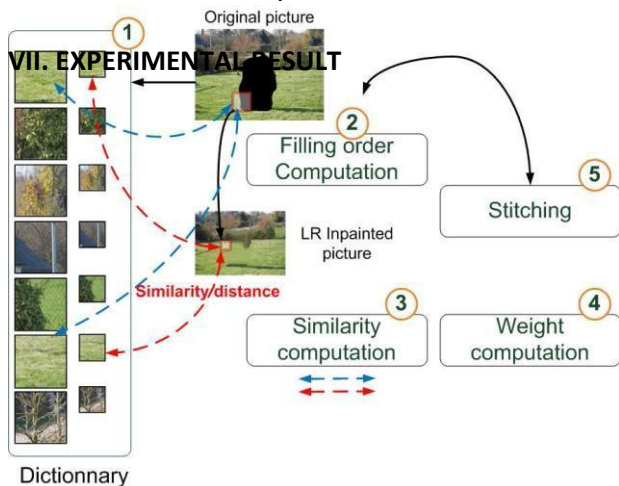 Original picture
1
VII. EXPERIMENTAL RESULT
2
Filling order
Computation
5
Stitching
LR Inpainted
picture
Similarity/distance
3
Similarity
computation
4
Weight
computation
Dictionnary